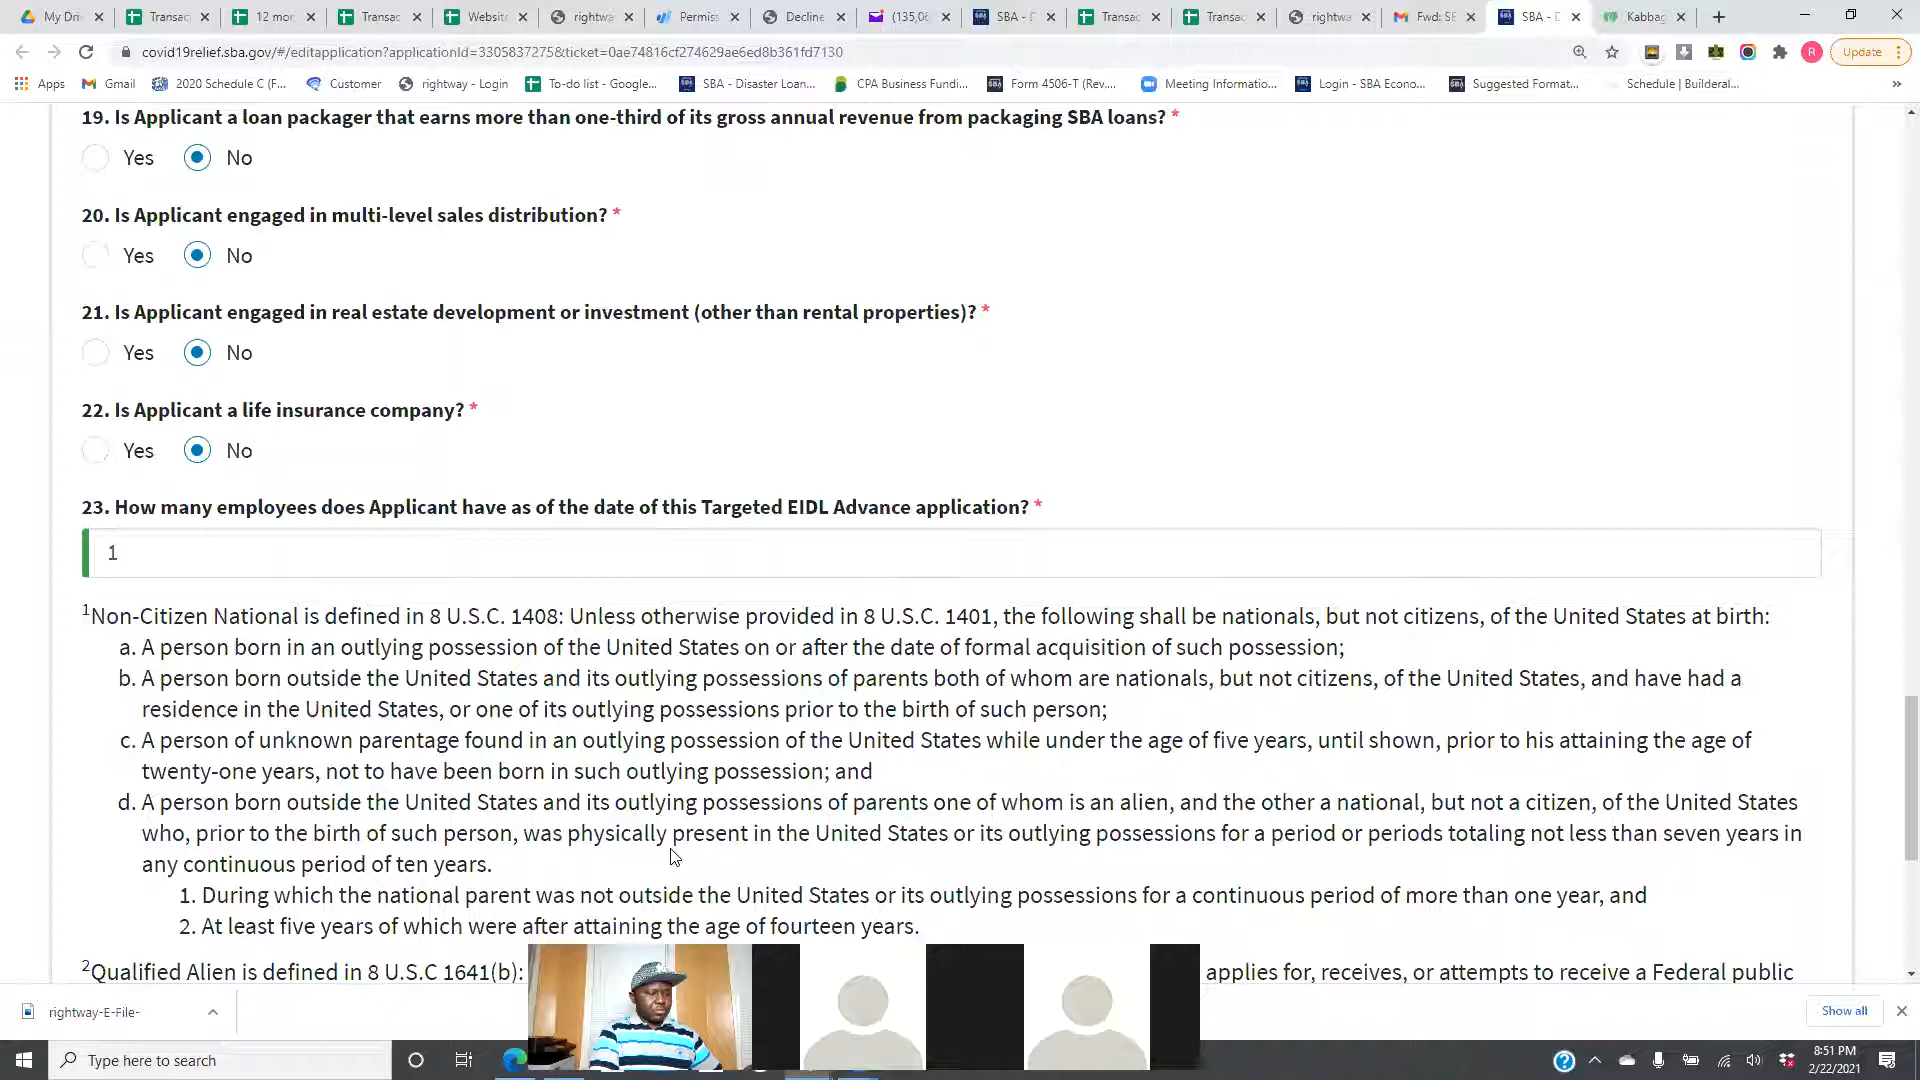 My Dri
Transac
12 mor
Transac
Website
rightwa
Permis
Decline
(135,0
SBA - D
Transac
Transac
rightwa
Fwd: SB
SBA - D
Kabbag
covid19relief.sba.gov/#/editapplication?applicationId=3305837275&ticket=0ae74816cf274629ae6ed8b361fd7130
R
Update
Apps
Gmail
2020 Schedule C (F...
Customer
rightway - Login
To-do list - Google...
SBA - Disaster Loan...
CPA Business Fundi...
Form 4506-T (Rev....
Meeting Informatio...
Login - SBA Econo...
Suggested Format...
Schedule | Builderal...
»
19. Is Applicant a loan packager that earns more than one-third of its gross annual revenue from packaging SBA loans? *
Yes No
20. Is Applicant engaged in multi-level sales distribution? *
Yes No
21. Is Applicant engaged in real estate development or investment (other than rental properties)? *
Yes No
22. Is Applicant a life insurance company? *
Yes No
23. How many employees does Applicant have as of the date of this Targeted EIDL Advance application? *
1
1Non-Citizen National is defined in 8 U.S.C. 1408: Unless otherwise provided in 8 U.S.C. 1401, the following shall be nationals, but not citizens, of the United States at birth:
a. A person born in an outlying possession of the United States on or after the date of formal acquisition of such possession;
b. A person born outside the United States and its outlying possessions of parents both of whom are nationals, but not citizens, of the United States, and have had a
residence in the United States, or one of its outlying possessions prior to the birth of such person;
c. A person of unknown parentage found in an outlying possession of the United States while under the age of five years, until shown, prior to his attaining the age of
twenty-one years, not to have been born in such outlying possession; and
d. A person born outside the United States and its outlying possessions of parents one of whom is an alien, and the other a national, but not a citizen, of the United States
who, prior to the birth of such person, was physically present in the United States or its outlying possessions for a period or periods totaling not less than seven years in
any continuous period of ten years.
1. During which the national parent was not outside the United States or its outlying possessions for a continuous period of more than one year, and
2. At least five years of which were after attaining the age of fourteen years.
2Qualified Alien is defined in 8 U.S.C 1641(b): applies for, receives, or attempts to receive a Federal public
rightway-E-File-
Show all
Type here to search
8:51 PM
2/22/2021